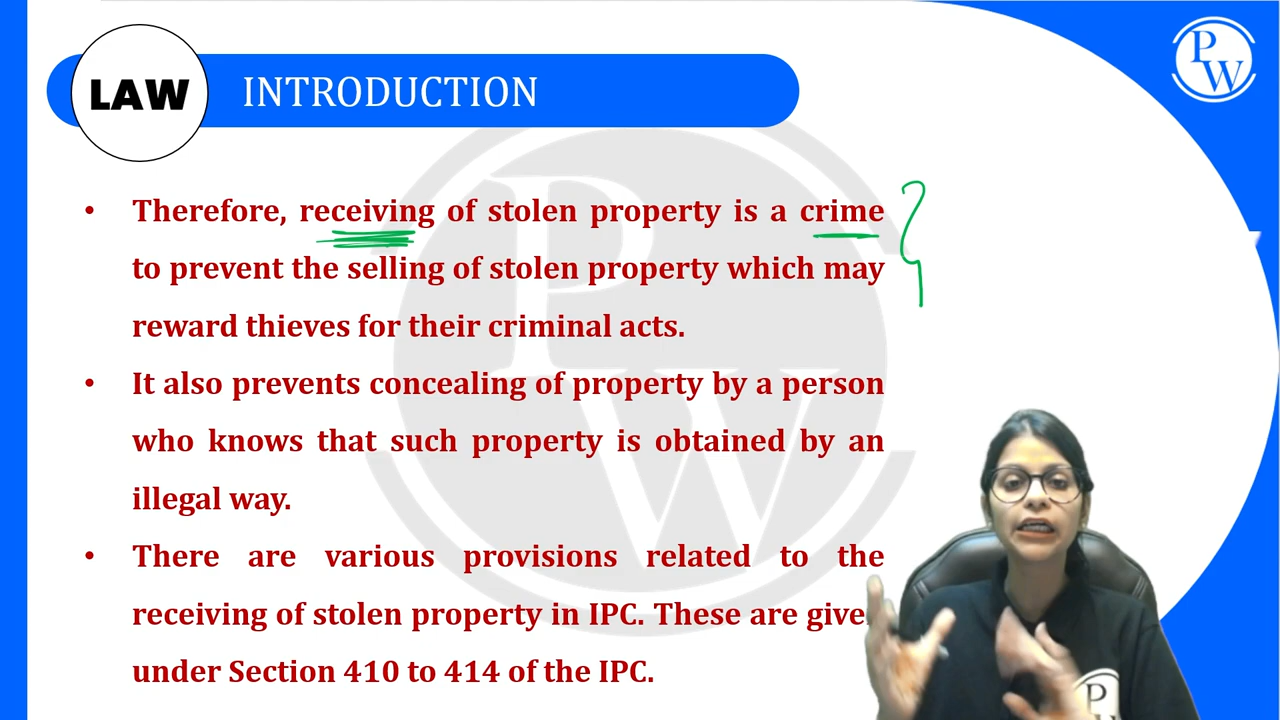 LAW
INTRODUCTION
PW
• Therefore, receiving of stolen property is a crime
to prevent the selling of stolen property which may
reward thieves for their criminal acts.
• It also prevents concealing of property by a person
who knows that such property is obtained by an
illegal way.
• There are various provisions related to the
receiving of stolen property in IPC. These are give
under Section 410 to 414 of the IPC.
PW
PW